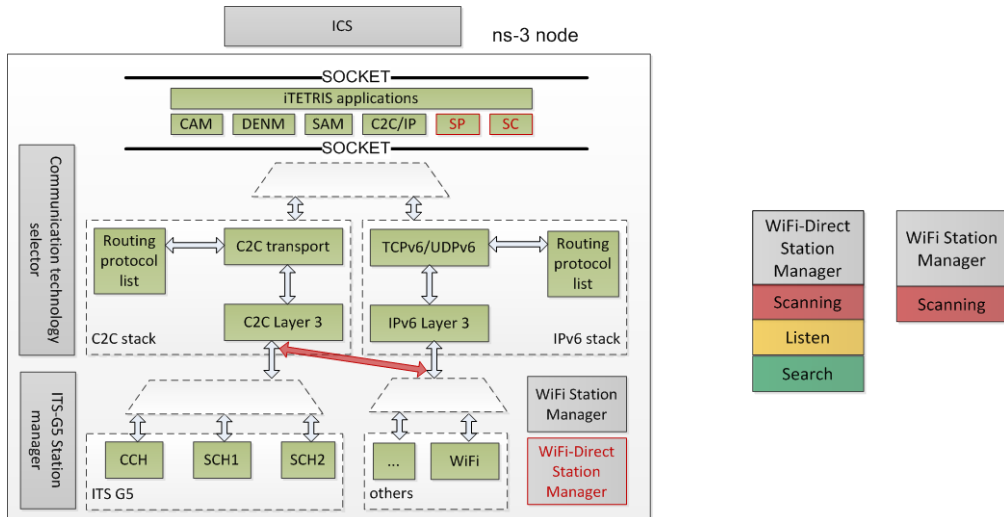 ICS
ns-3 node
SOCKET
iTETRIS applications
CAM
DENM
SAM
C2C/IP
SP
SC
SOCKET
Communication technology
selector
Routing
protocol
list
C2C transport
C2C Layer 3
C2C stack
TCPv6/UDPv6
Routing
protocol
list
IPv6 Layer 3
IPv6 stack
ITS-G5 Station
manager
CCH
SCH1
SCH2
ITS G5
...
WiFi
others
WiFi Station
Manager
WiFi-Direct
Station
Manager
WiFi-Direct
Station
Manager
Scanning
Listen
Search
WiFi Station
Manager
Scanning